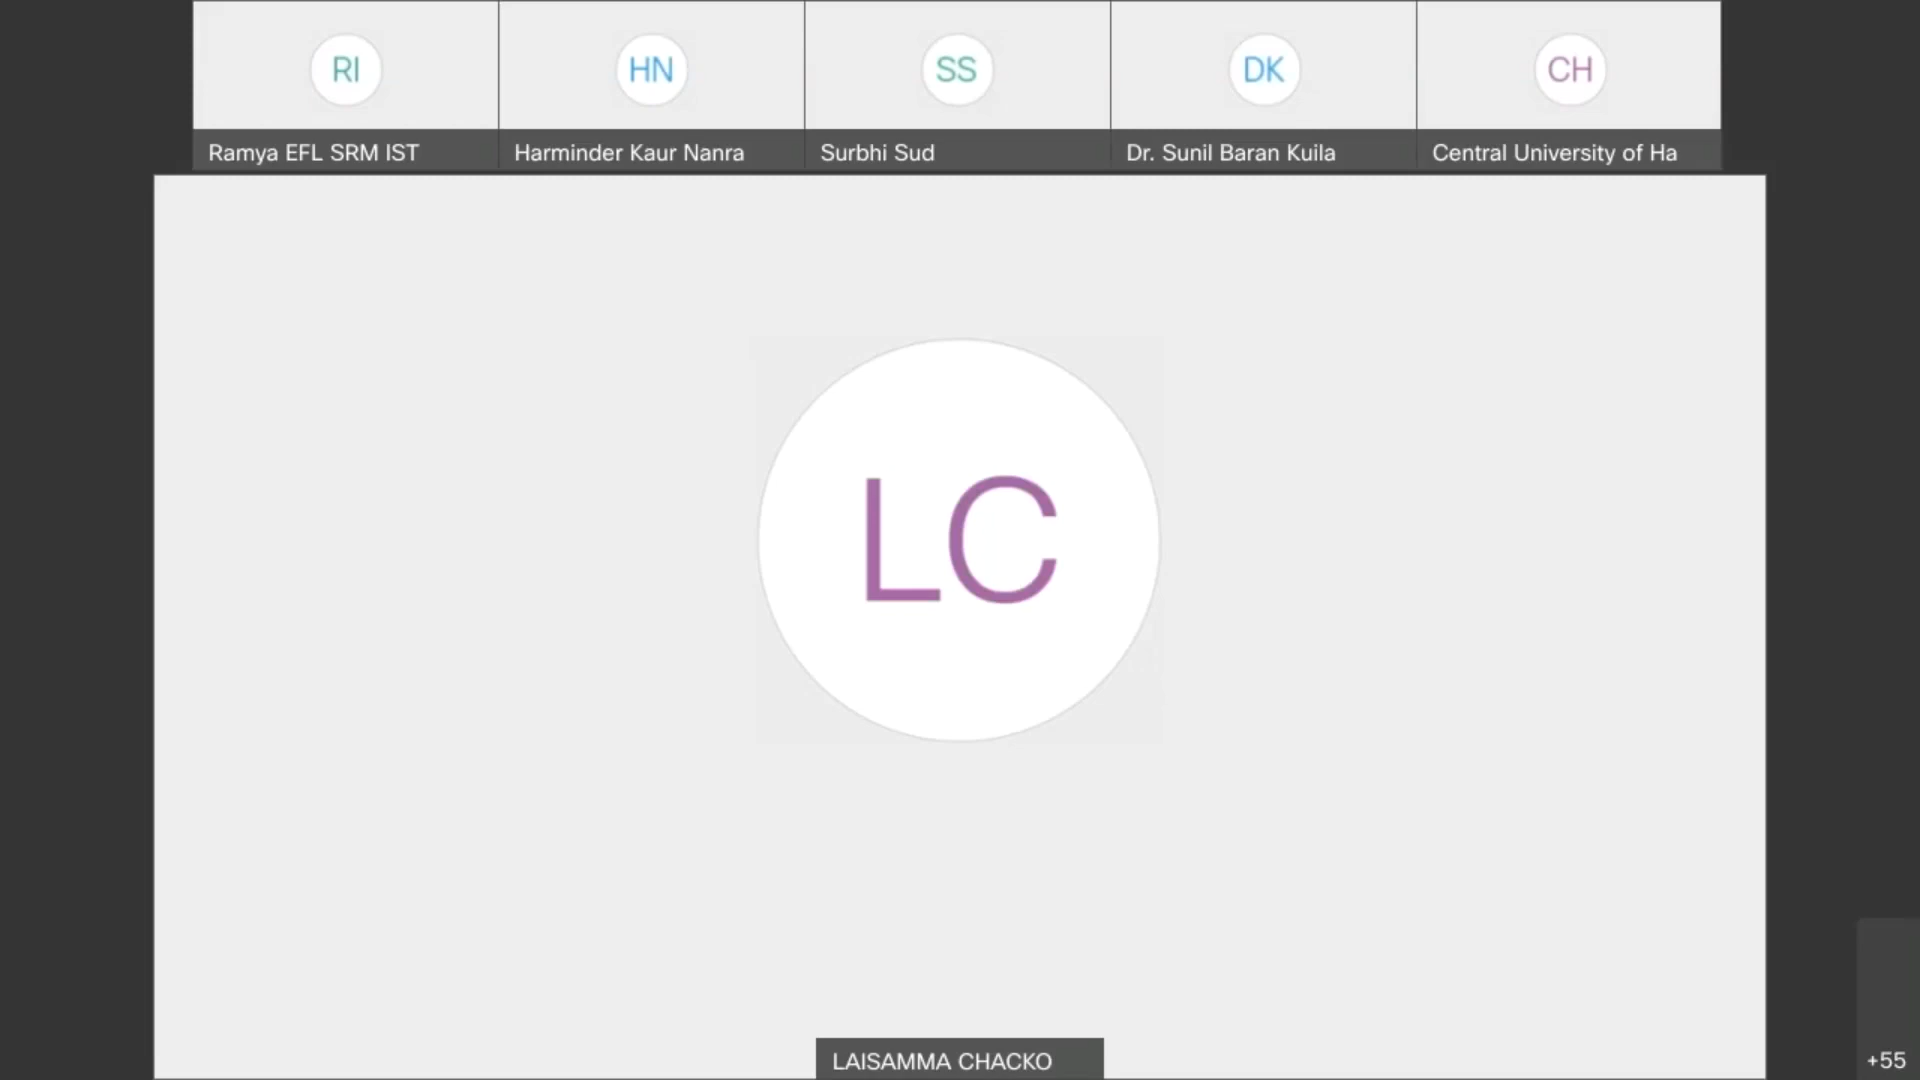 RI
HN
SS
DK
CH
Ramya EFL SRM IST
Harminder Kaur Nanra
Surbhi Sud
Dr. Sunil Baran Kuila
Central University of Ha
LC
LAISAMMA CHACKO
+55